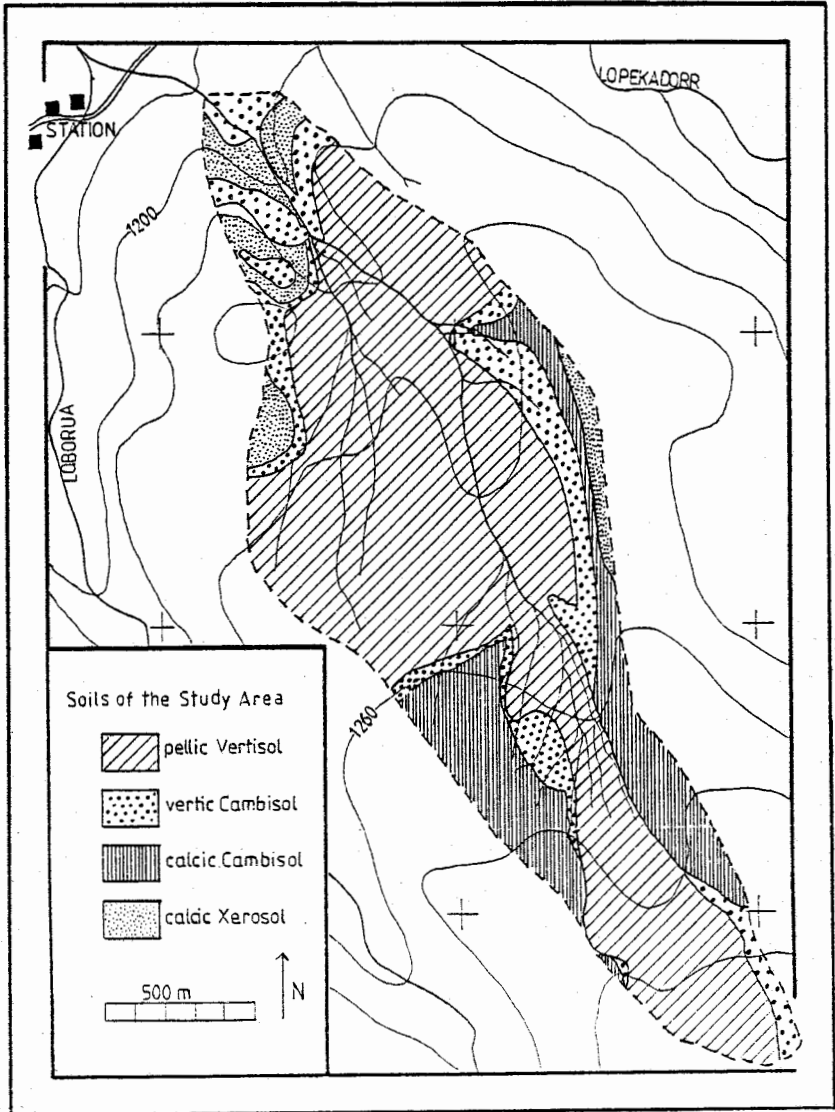 LOPEKADORR
STATION
1200
LOBORUA
1260
Soils of the Study Area
pellic Vertisol
vertic Cambisol
calcic Cambisol
calcic Xerosol
500 m
N